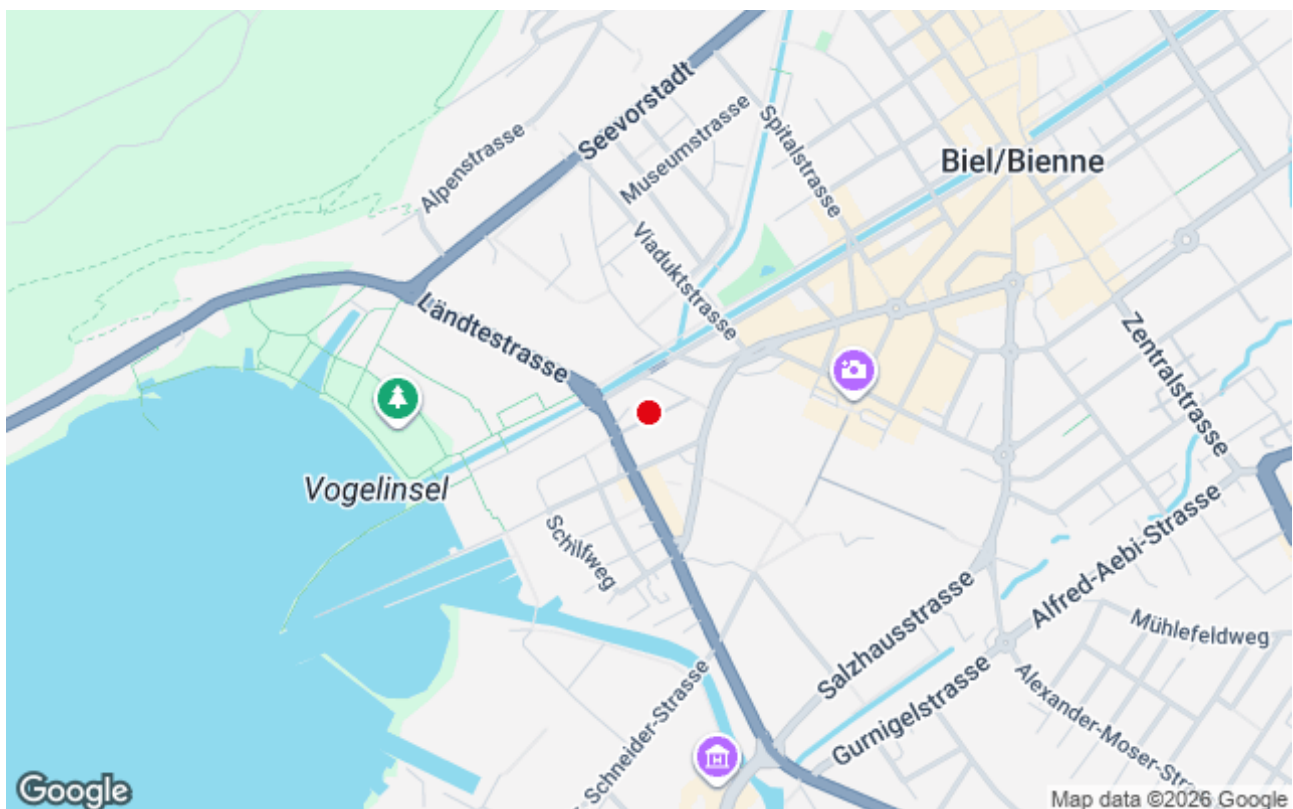 Seevorstadt
Alpenstrasse
Museumstrasse
Spitalstrasse
Biel/Bienne
Viaduktstrasse
Ländtestrasse
Zentralstrasse
Vogelinsel
Schilfweg
Alfred-Aebi-Strasse
Salzhausstrasse
Mühlefeldweg
Gurnigelstrasse
Schneider-Strasse
Alexander-Moser-Stra
Google
Map data ©2026 Google